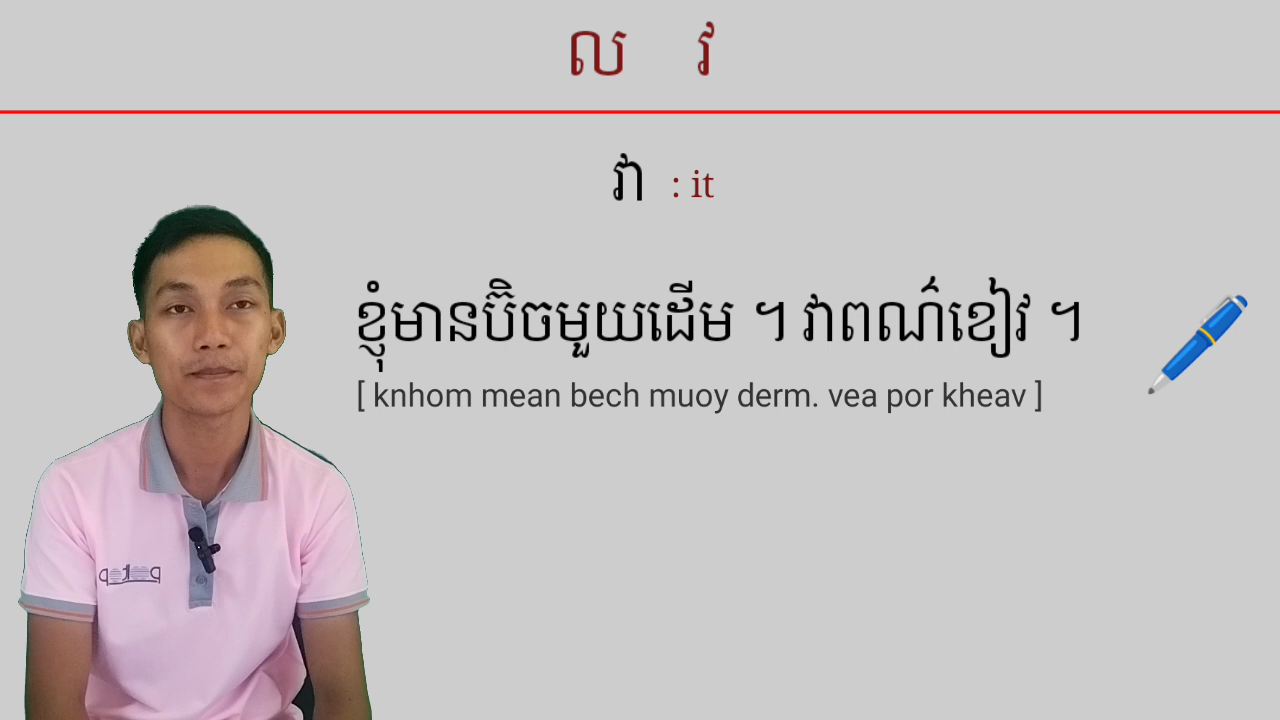 ល វ
វា : it
ខ្ញុំមានប៊ិចមួយដើម ។ វាពណ៌ខៀវ ។
[ knhom mean bech muoy derm. vea por kheav ]